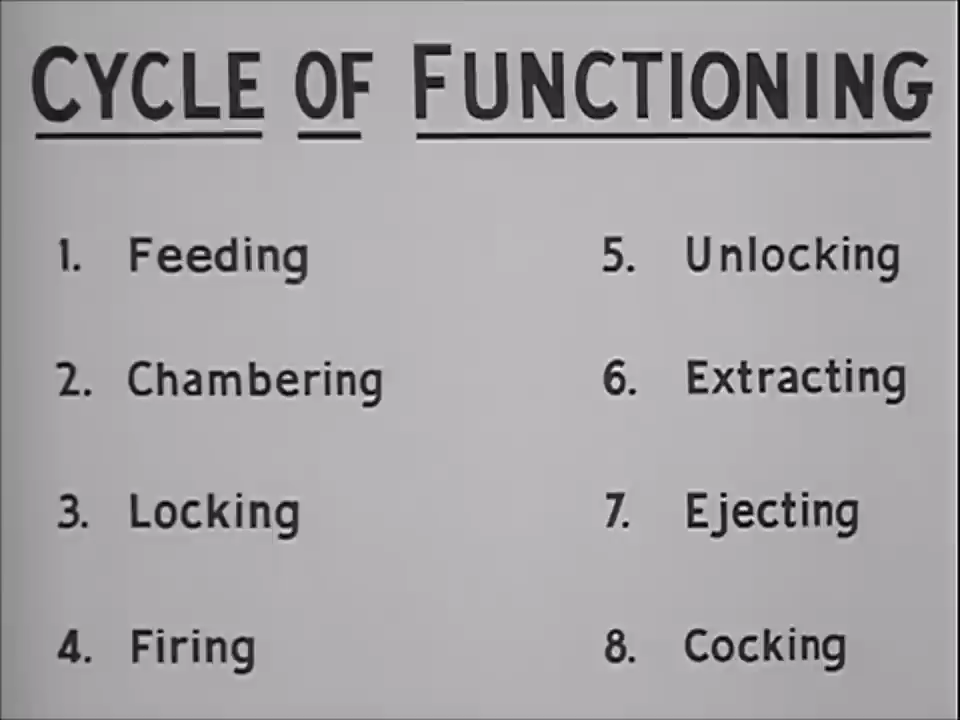 CYCLE OF FUNCTIONING
1. Feeding
2. Chambering
3. Locking
4. Firing
5. Unlocking
6. Extracting
7. Ejecting
8. Cocking